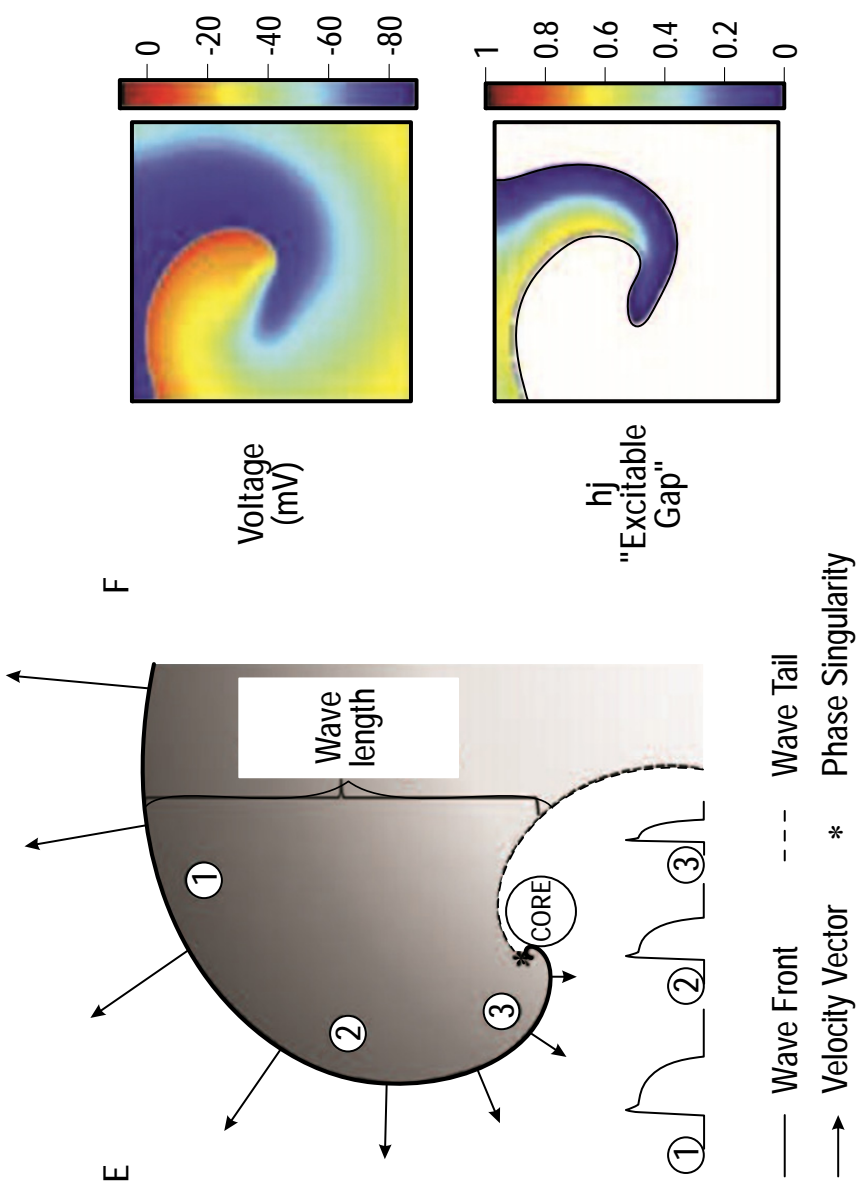 E
1
2
3
CORE
Wave
length
1
2
3
Wave Front
Wave Tail
Velocity Vector
* Phase Singularity
F
Voltage
(mV)
0
-20
-40
-60
-80
hj
"Excitable
Gap"
1
0.8
0.6
0.4
0.2
0